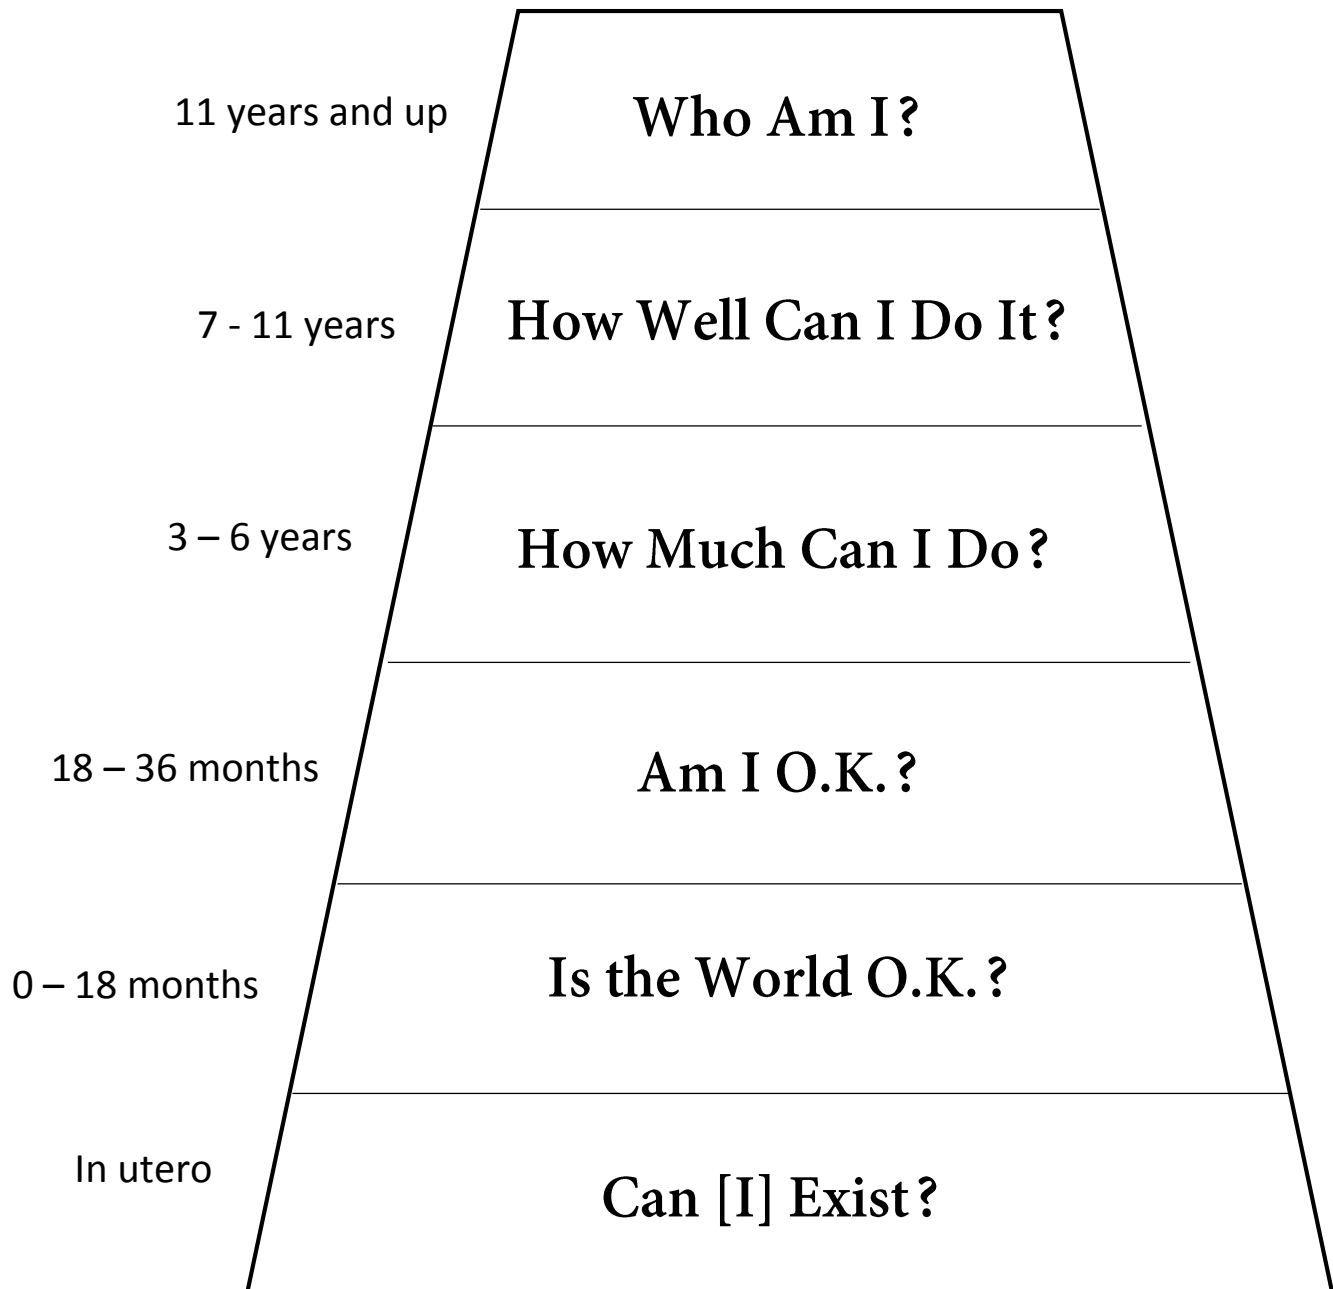 11 years and up
Who Am I?
7 - 11 years
How Well Can I Do It?
3 – 6 years
How Much Can I Do?
18 – 36 months
Am I O.K.?
0 – 18 months
Is the World O.K.?
In utero
Can [I] Exist?